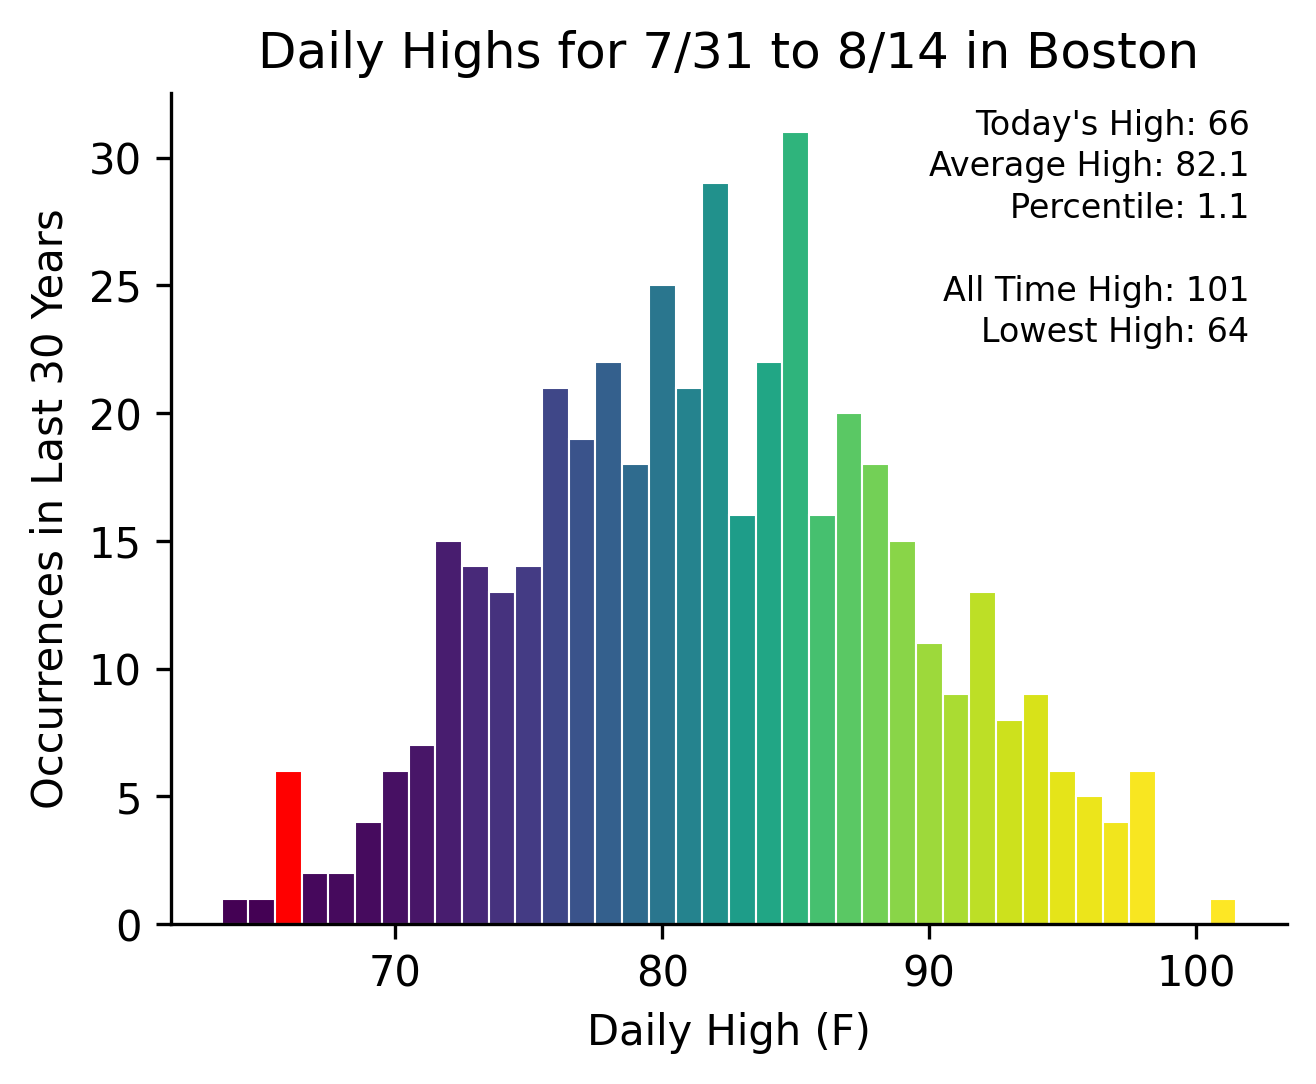 Daily Highs for 7/31 to 8/14 in Boston
Today's High: 66
Average High: 82.1
Percentile: 1.1
All Time High: 101
Lowest High: 64
Occurrences in Last 30 Years
30
25
20
15
10
5
0
70 80 90 100
Daily High (F)